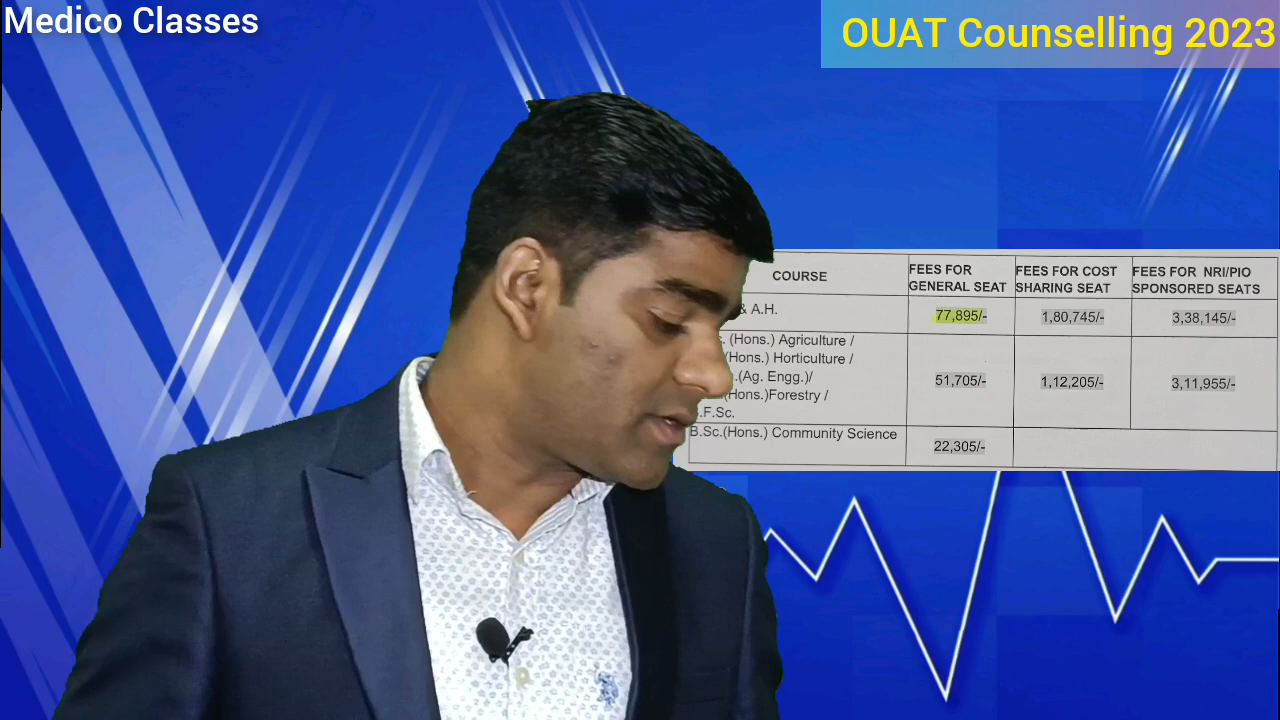 Medico Classes
OUAT Counselling 2023
COURSE
FEES FOR GENERAL SEAT
FEES FOR COST SHARING SEAT
FEES FOR NRI/PIO SPONSORED SEATS
& A.H.
77,895/-
1,80,745/-
3,38,145/-
(Hons.) Agriculture /
(Hons.) Horticulture /
(Ag. Engg.)/
(Hons.)Forestry /
.F.Sc.
51,705/-
1,12,205/-
3,11,955/-
B.Sc.(Hons.) Community Science
22,305/-